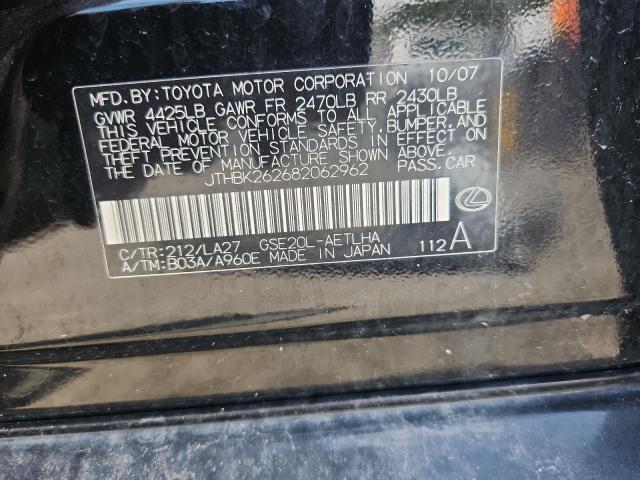 MFD. BY: TOYOTA MOTOR CORPORATION 10/07
GVWR 4425LB GAWR FR 2470LB RR 2430LB
THIS VEHICLE CONFORMS TO ALL APPLICABLE
FEDERAL MOTOR VEHICLE SAFETY, BUMPER, AND
THEFT PREVENTION STANDARDS IN EFFECT ON
THE DATE OF MANUFACTURE SHOWN ABOVE.
JTHBK262682062962 PASS. CAR
C/TR: 212/LA27 GSE20L-AETLHA
A/TM: B03A/A960E MADE IN JAPAN 112A